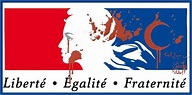 Liberté • Égalité • Fraternité